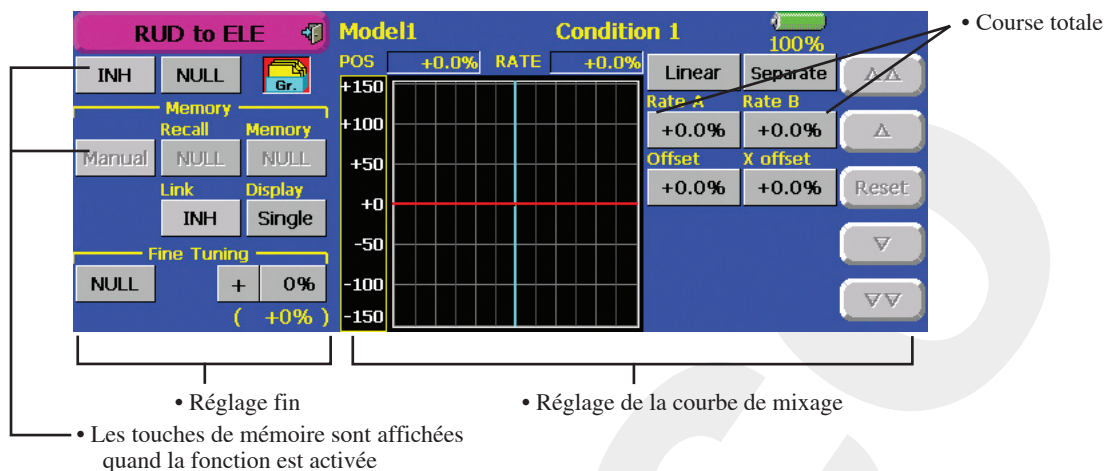 RUD to ELE
Model1
Condition 1
100%
• Course totale
INH
NULL
Gr.
POS
+0.0%
RATE
+0.0%
Linear
Separate
Memory
Recall
Memory
Manual
NULL
NULL
Link
Display
INH
Single
Fine Tuning
NULL
+
0%
( +0% )
+150
+100
+50
+0
-50
-100
-150
Rate A
Rate B
+0.0%
+0.0%
Offset
X offset
+0.0%
+0.0%
Reset
• Réglage fin
• Réglage de la courbe de mixage
• Les touches de mémoire sont affichées
quand la fonction est activée